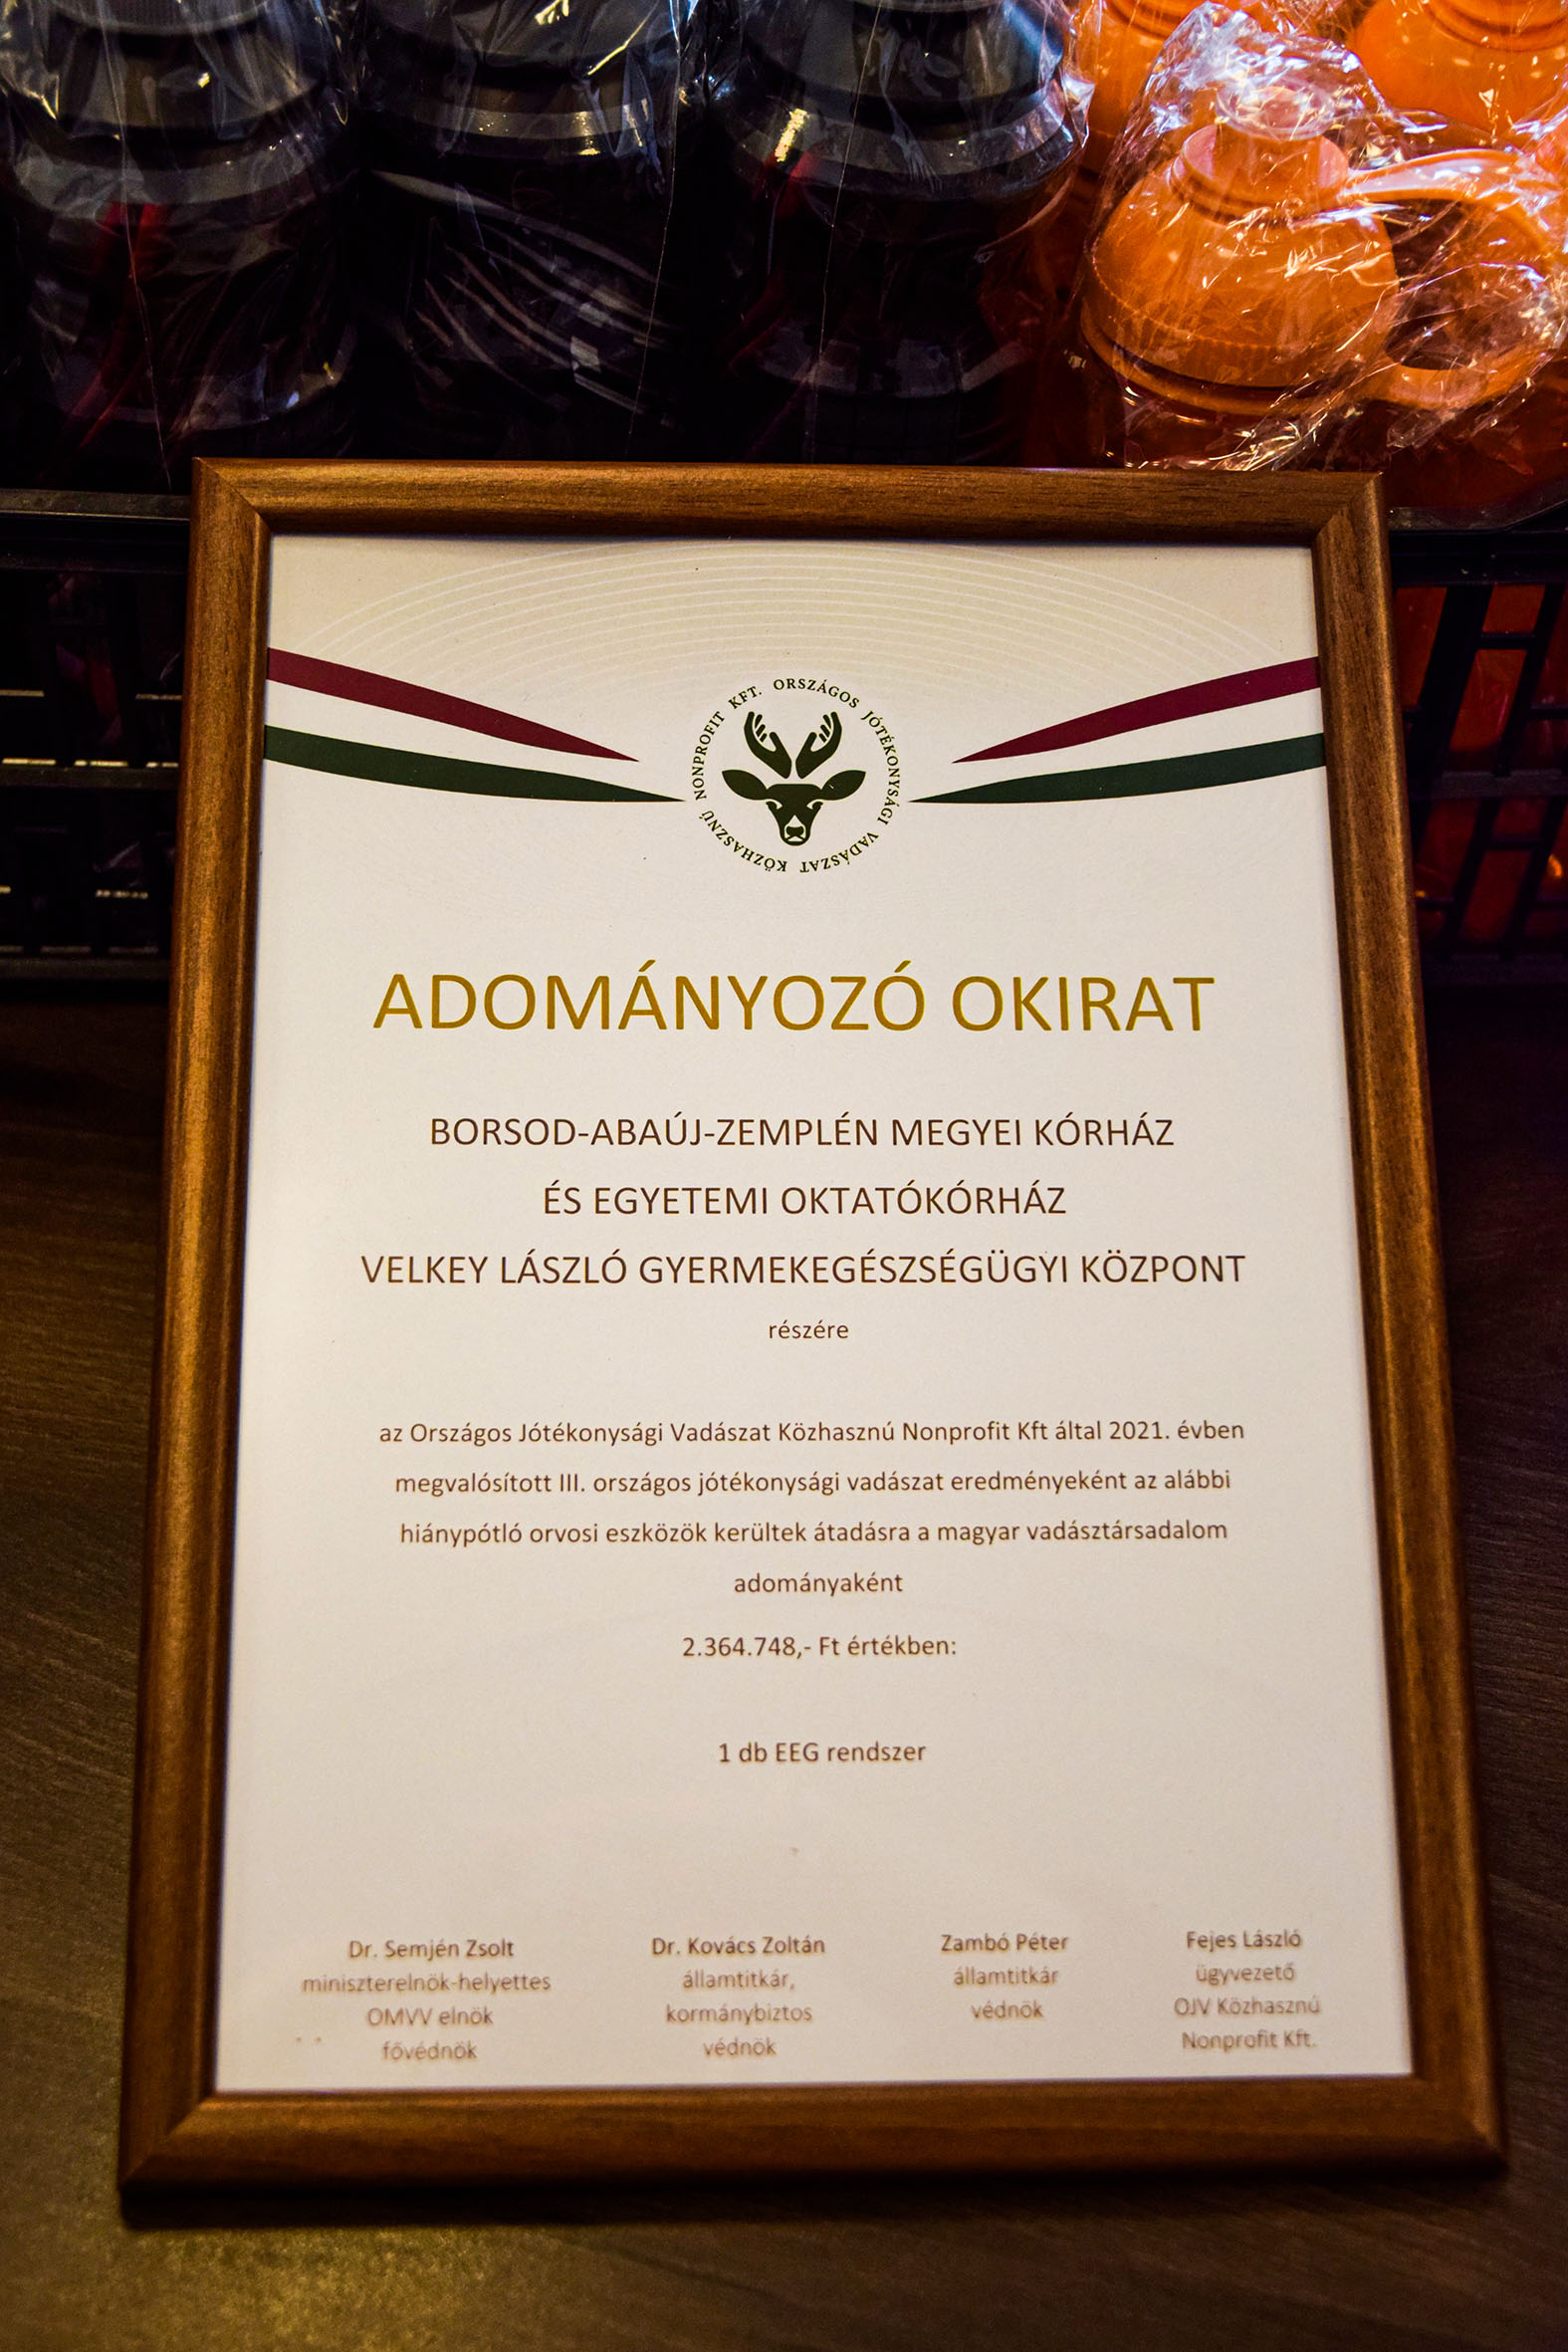 ORSZÁGOS JÓTÉKONYSÁGI VADÁSZAT KÖZHASZNÚ NONPROFIT KFT.
ADOMÁNYOZÓ OKIRAT
BORSOD-ABAÚJ-ZEMPLÉN MEGYEI KÓRHÁZ
ÉS EGYETEMI OKTATÓKÓRHÁZ
VELKEY LÁSZLÓ GYERMEKEGÉSZSÉGÜGYI KÖZPONT
részére
az Országos Jótékonysági Vadászat Közhasznú Nonprofit Kft által 2021. évben
megvalósított III. országos jótékonysági vadászat eredményeként az alábbi
hiánypótló orvosi eszközök kerültek átadásra a magyar vadásztársadalom
adományaként
2.364.748,- Ft értékben:
1 db EEG rendszer
Dr. Semjén Zsolt
miniszterelnök-helyettes
OMVV elnök
fővédnök
Dr. Kovács Zoltán
államtitkár,
kormánybiztos
védnök
Zambó Péter
államtitkár
védnök
Fejes László
ügyvezető
OJV Közhasznú
Nonprofit Kft.